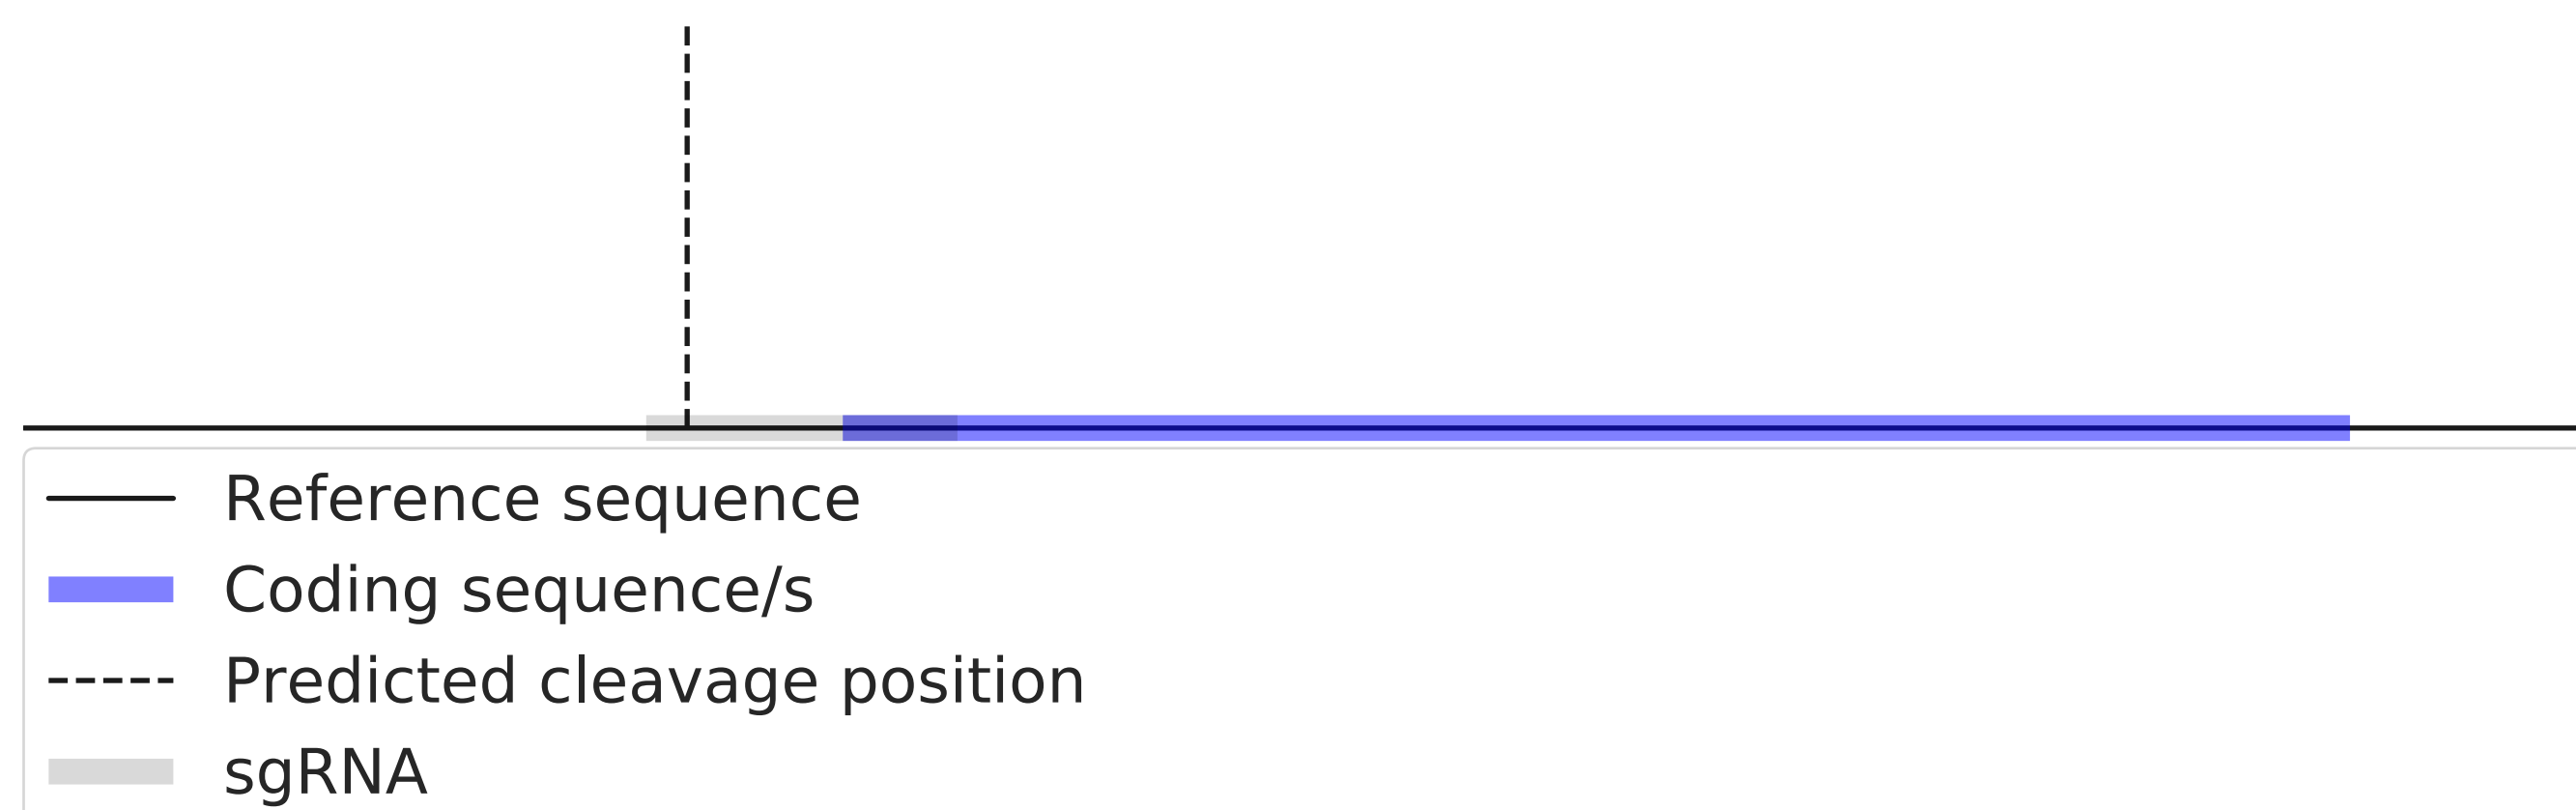 Reference sequence
Coding sequence/s
Predicted cleavage position
sgRNA